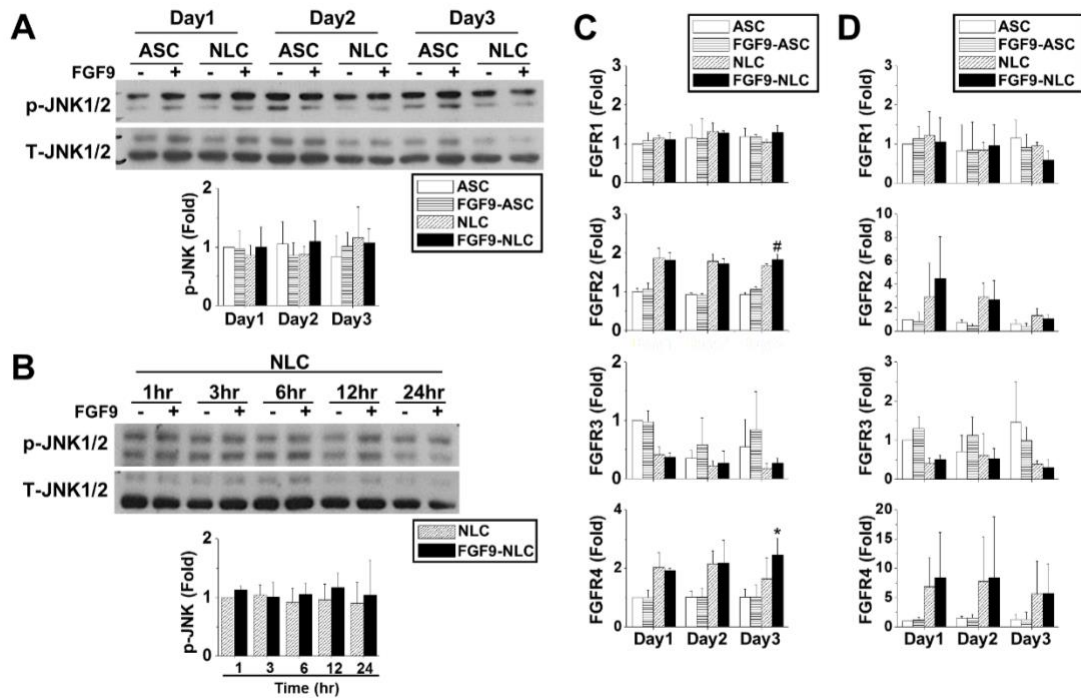 A
Day1 Day2 Day3
ASC NLC ASC NLC ASC NLC
FGF9 - + - + - + - + - + - +
p-JNK1/2
T-JNK1/2
ASC
FGF9-ASC
NLC
FGF9-NLC
p-JNK (Fold)
2
1
0
Day1 Day2 Day3
B
NLC
1hr 3hr 6hr 12hr 24hr
FGF9 - + - + - + - + - +
p-JNK1/2
T-JNK1/2
NLC
FGF9-NLC
p-JNK (Fold)
2
1
0
1 3 6 12 24
Time (hr)
C
ASC
FGF9-ASC
NLC
FGF9-NLC
FGFR1 (Fold)
3
2
1
0
FGFR2 (Fold)
3
2
1
0
#
FGFR3 (Fold)
2
1
0
FGFR4 (Fold)
4
2
0
*
Day1 Day2 Day3
D
ASC
FGF9-ASC
NLC
FGF9-NLC
FGFR1 (Fold)
3
2
1
0
FGFR2 (Fold)
10
8
6
4
2
0
FGFR3 (Fold)
3
2
1
0
FGFR4 (Fold)
20
15
10
5
0
Day1 Day2 Day3